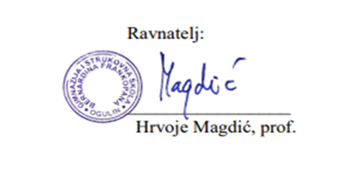 Ravnatelj:
GIMNAZIJA I STRUKOVNA ŠKOLA
BERNARDINA FRANKOPANA
OGULIN
Magdić
Hrvoje Magdić, prof.